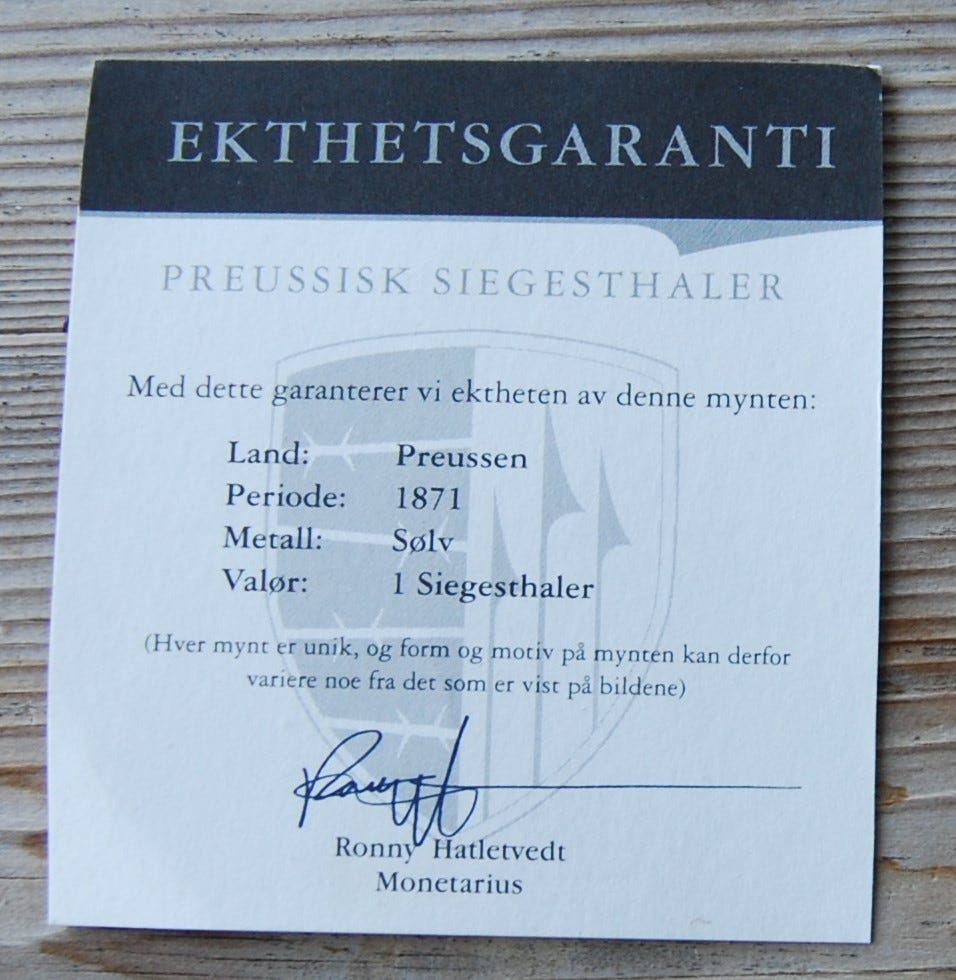 EKTHETSGARANTI
PREUSSISK SIEGESTHALER
Med dette garanterer vi ektheten av denne mynten:
Land: Preussen
Periode: 1871
Metall: Sølv
Valør: 1 Siegesthaler
(Hver mynt er unik, og form og motiv på mynten kan derfor
variere noe fra det som er vist på bildene)
Ronny Hatletvedt
Monetarius